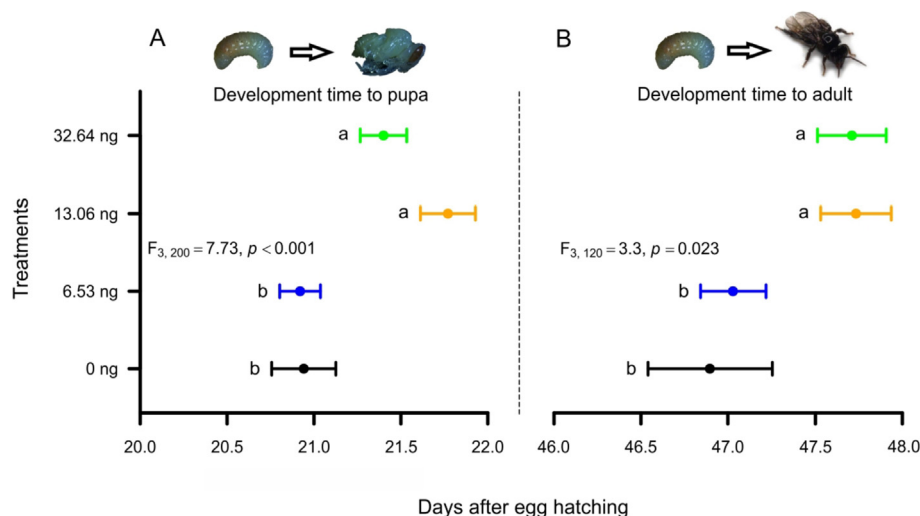 A
B
Development time to pupa
Development time to adult
Treatments
32.64 ng
a
a
13.06 ng
a
a
F3, 200 = 7.73, p < 0.001
F3, 120 = 3.3, p = 0.023
6.53 ng
b
b
0 ng
b
b
20.0 20.5 21.0 21.5 22.0
46.0 46.5 47.0 47.5 48.0
Days after egg hatching